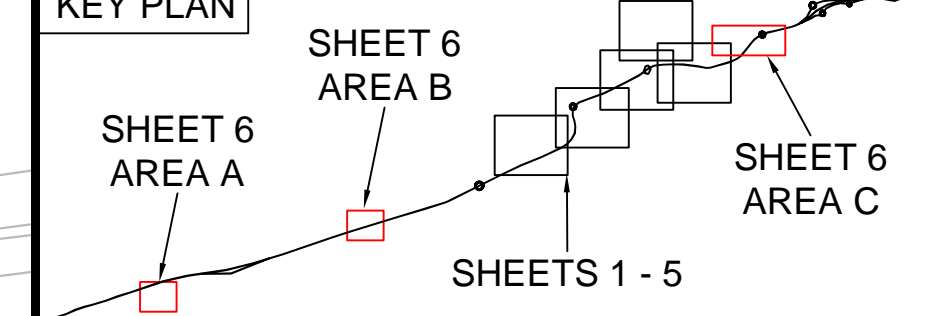 KEY PLAN
SHEET 6
AREA B
SHEET 6
AREA A
SHEET 6
AREA C
SHEETS 1 - 5